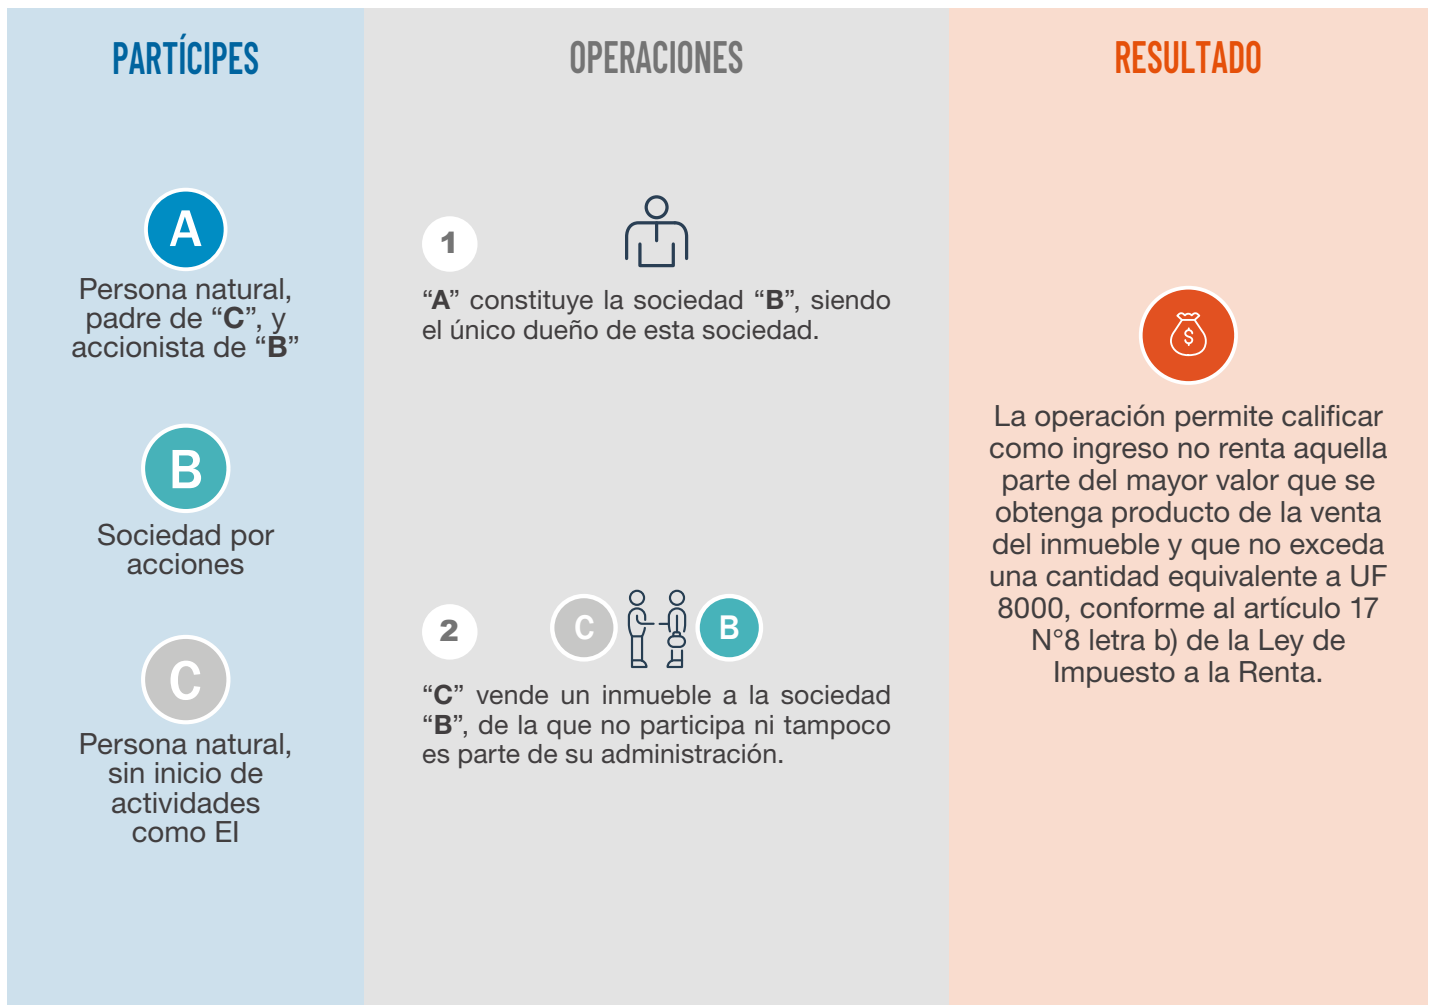 PARTÍCIPES
A
Persona natural,
padre de “C”, y
accionista de “B”
B
Sociedad por
acciones
C
Persona natural,
sin inicio de
actividades
como EI
OPERACIONES
1
“A” constituye la sociedad “B”, siendo
el único dueño de esta sociedad.
2
C
B
“C” vende un inmueble a la sociedad
“B”, de la que no participa ni tampoco
es parte de su administración.
RESULTADO
$
La operación permite calificar
como ingreso no renta aquella
parte del mayor valor que se
obtenga producto de la venta
del inmueble y que no exceda
una cantidad equivalente a UF
8000, conforme al artículo 17
N°8 letra b) de la Ley de
Impuesto a la Renta.